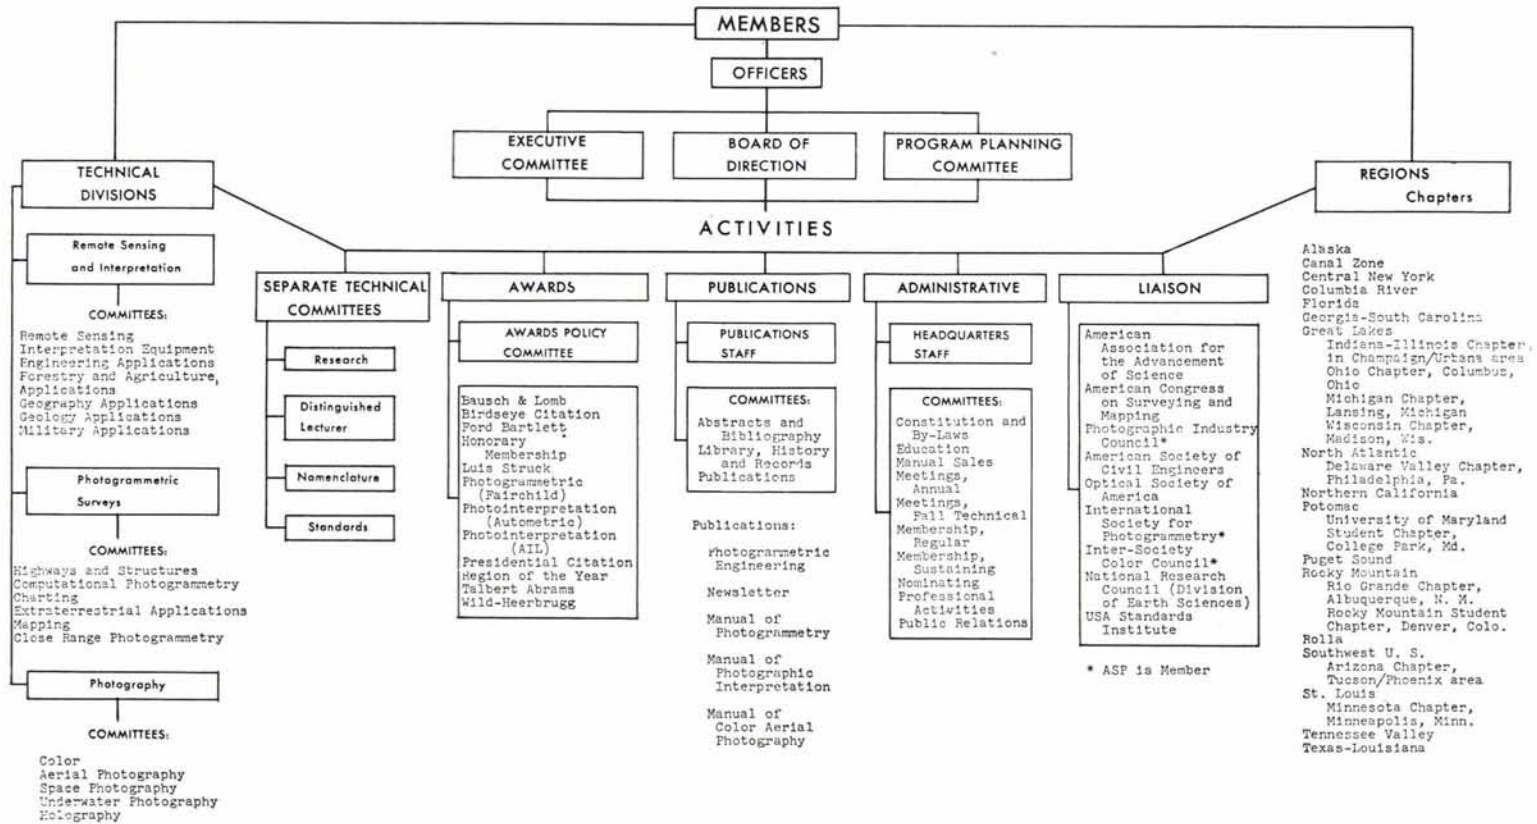 MEMBERS
OFFICERS
EXECUTIVE
COMMITTEE
BOARD OF
DIRECTION
PROGRAM PLANNING
COMMITTEE
TECHNICAL
DIVISIONS
REGIONS
Chapters
ACTIVITIES
Remote Sensing
and Interpretation
COMMITTEES:
Remote Sensing
Interpretation Equipment
Engineering Applications
Forestry and Agriculture,
Applications
Geography Applications
Geology Applications
Military Applications
Photogrammetric
Surveys
COMMITTEES:
Highways and Structures
Computational Photogrammetry
Charting
Extraterrestrial Applications
Mapping
Close Range Photogrammetry
Photography
COMMITTEES:
Color
Aerial Photography
Space Photography
Underwater Photography
Holography
SEPARATE TECHNICAL
COMMITTEES
Research
Distinguished
Lecturer
Nomenclature
Standards
AWARDS
AWARDS POLICY
COMMITTEE
Bausch & Lomb
Birdseye Citation
Ford Bartlett
Honorary
Membership
Luis Struck
Photogrammetric
(Fairchild)
Photointerpretation
(Autometric)
Photointerpretation
(AIL)
Presidential Citation
Region of the Year
Talbert Abrams
Wild-Heerbrugg
PUBLICATIONS
PUBLICATIONS
STAFF
COMMITTEES:
Abstracts and
Bibliography
Library, History
and Records
Publications
Publications:
Photogrammetric
Engineering
Newsletter
Manual of
Photogrammetry
Manual of
Photographic
Interpretation
Manual of
Color Aerial
Photography
ADMINISTRATIVE
HEADQUARTERS
STAFF
COMMITTEES:
Constitution and
By-Laws
Education
Manual Sales
Meetings,
Annual
Meetings,
Fall Technical
Membership,
Regular
Membership,
Sustaining
Nominating
Professional
Activities
Public Relations
LIAISON
American
Association for
the Advancement
of Science
American Congress
on Surveying and
Mapping
Photographic Industry
Council*
American Society of
Civil Engineers
Optical Society of
America
International
Society for
Photogrammetry*
Inter-Society
Color Council*
National Research
Council (Division
of Earth Sciences)
USA Standards
Institute
* ASP is Member
Alaska
Canal Zone
Central New York
Columbia River
Florida
Georgia-South Carolina
Great Lakes
Indiana-Illinois Chapter,
in Champaign/Urbana area
Ohio Chapter, Columbus,
Ohio
Michigan Chapter,
Lansing, Michigan
Wisconsin Chapter,
Madison, Wis.
North Atlantic
Delaware Valley Chapter,
Philadelphia, Pa.
Northern California
Potomac
University of Maryland
Student Chapter,
College Park, Md.
Puget Sound
Rocky Mountain
Rio Grande Chapter,
Albuquerque, N. M.
Rocky Mountain Student
Chapter, Denver, Colo.
Rolla
Southwest U. S.
Arizona Chapter,
Tucson/Phoenix area
St. Louis
Minnesota Chapter,
Minneapolis, Minn.
Tennessee Valley
Texas-Louisiana